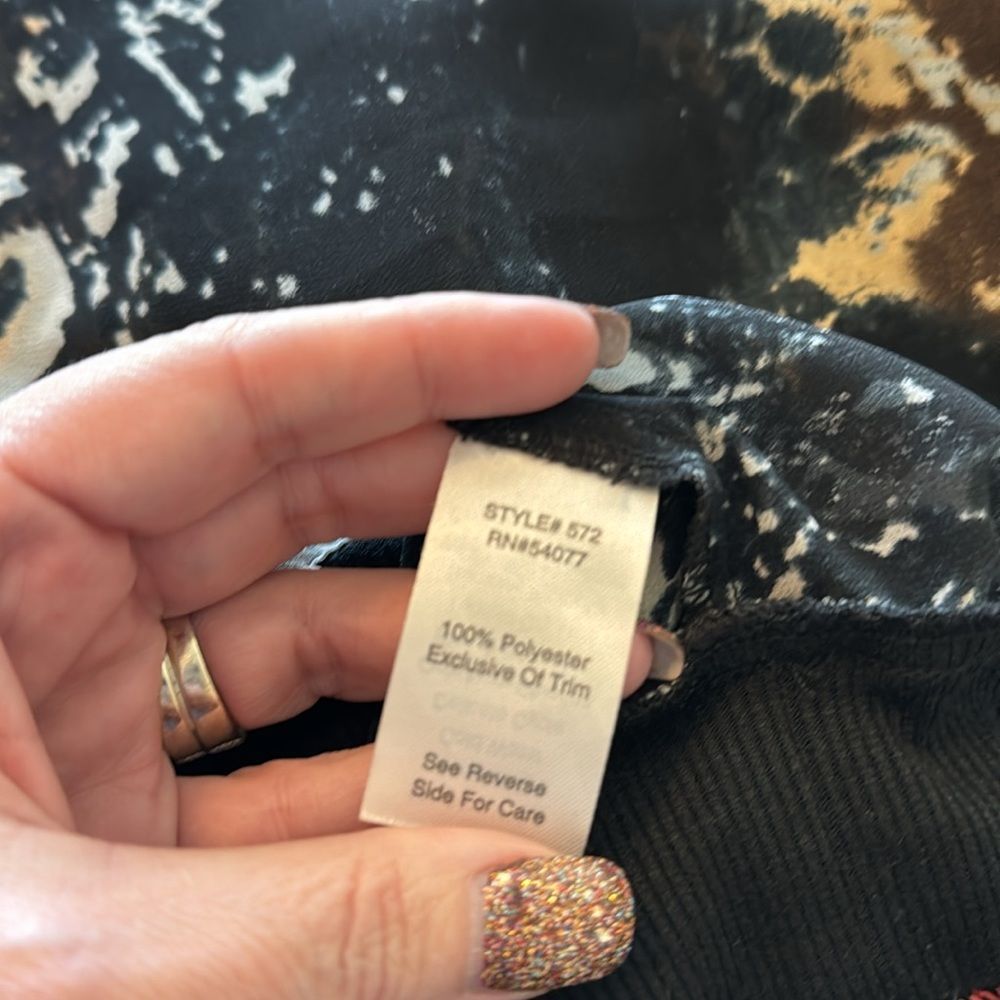 STYLE# 572
RN#54077
100% Polyester
Exclusive Of Trim
See Reverse
Side For Care